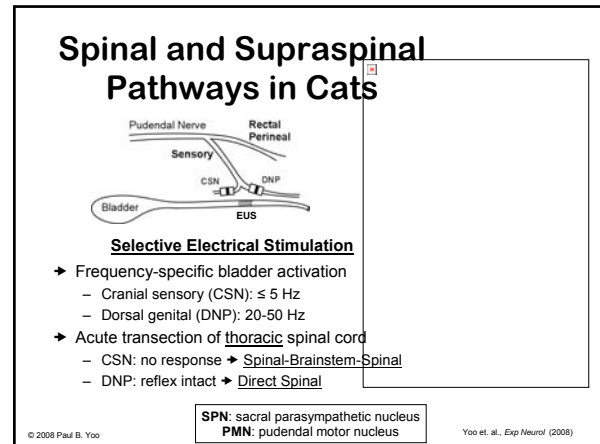 Spinal and Supraspinal
Pathways in Cats
Pudendal Nerve
Rectal
Perineal
Sensory
CSN
DNP
Bladder
EUS
Selective Electrical Stimulation
➔ Frequency-specific bladder activation
– Cranial sensory (CSN): ≤ 5 Hz
– Dorsal genital (DNP): 20-50 Hz
➔ Acute transection of thoracic spinal cord
– CSN: no response ➔ Spinal-Brainstem-Spinal
– DNP: reflex intact ➔ Direct Spinal
SPN: sacral parasympathetic nucleus
PMN: pudendal motor nucleus
© 2008 Paul B. Yoo
Yoo et. al., Exp Neurol (2008)